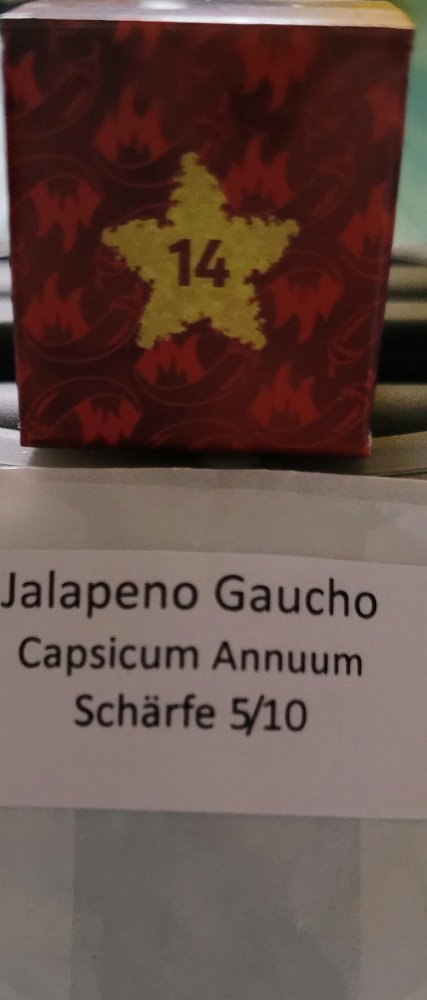 14
Jalapeno Gaucho
Capsicum Annuum
Schärfe 5/10